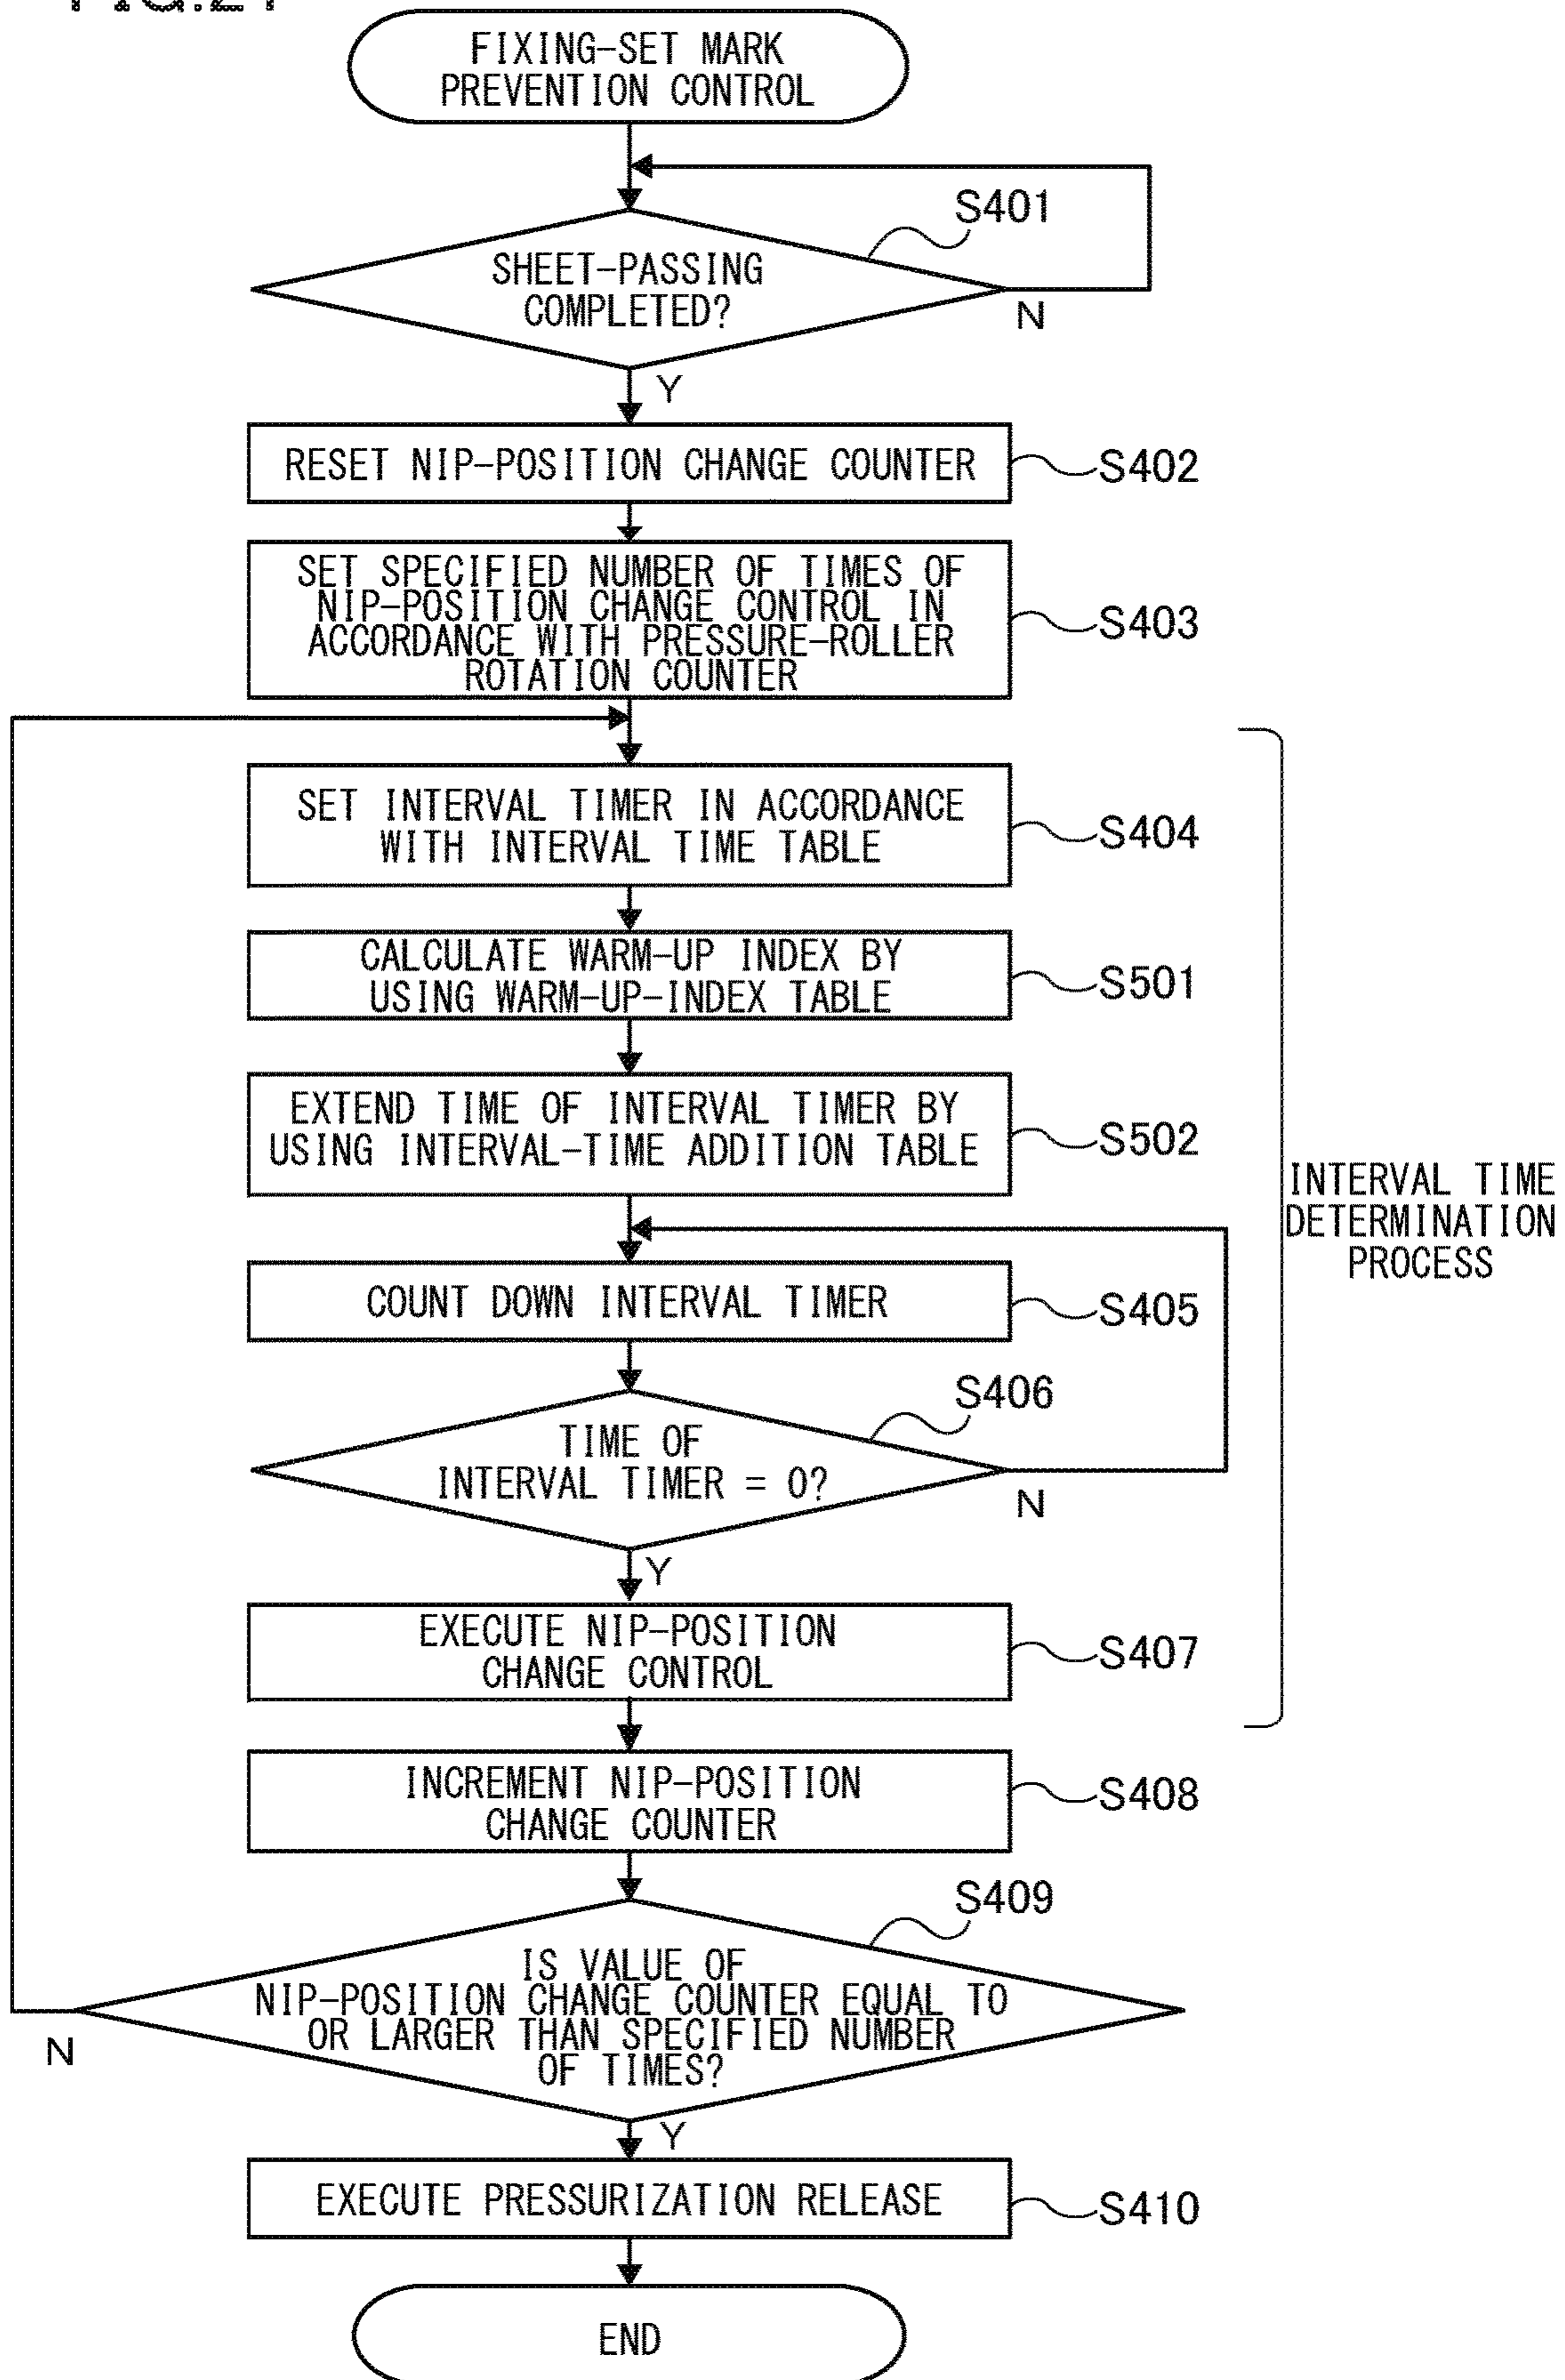 FIXING-SET MARK
PREVENTION CONTROL
S401
SHEET-PASSING
COMPLETED?
N
Y
RESET NIP-POSITION CHANGE COUNTER
S402
SET SPECIFIED NUMBER OF TIMES OF
NIP-POSITION CHANGE CONTROL IN
ACCORDANCE WITH PRESSURE-ROLLER
ROTATION COUNTER
S403
SET INTERVAL TIMER IN ACCORDANCE
WITH INTERVAL TIME TABLE
S404
CALCULATE WARM-UP INDEX BY
USING WARM-UP-INDEX TABLE
S501
EXTEND TIME OF INTERVAL TIMER BY
USING INTERVAL-TIME ADDITION TABLE
S502
INTERVAL TIME
DETERMINATION
PROCESS
COUNT DOWN INTERVAL TIMER
S405
S406
TIME OF
INTERVAL TIMER = 0?
N
Y
EXECUTE NIP-POSITION
CHANGE CONTROL
S407
INCREMENT NIP-POSITION
CHANGE COUNTER
S408
S409
IS VALUE OF
NIP-POSITION CHANGE COUNTER EQUAL TO
OR LARGER THAN SPECIFIED NUMBER
OF TIMES?
N
Y
EXECUTE PRESSURIZATION RELEASE
S410
END